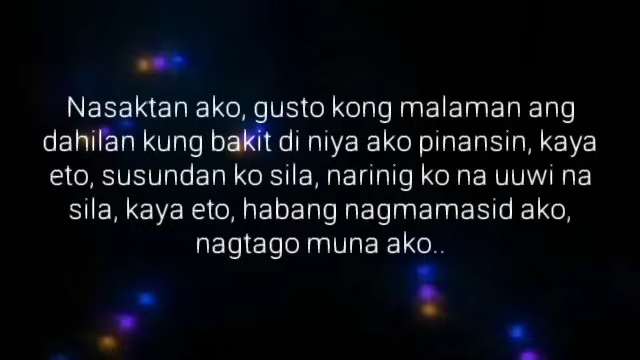 Nasaktan ako, gusto kong malaman ang
dahilan kung bakit di niya ako pinansin, kaya
eto, susundan ko sila, narinig ko na uuwi na
sila, kaya eto, habang nagmamasid ako,
nagtago muna ako..